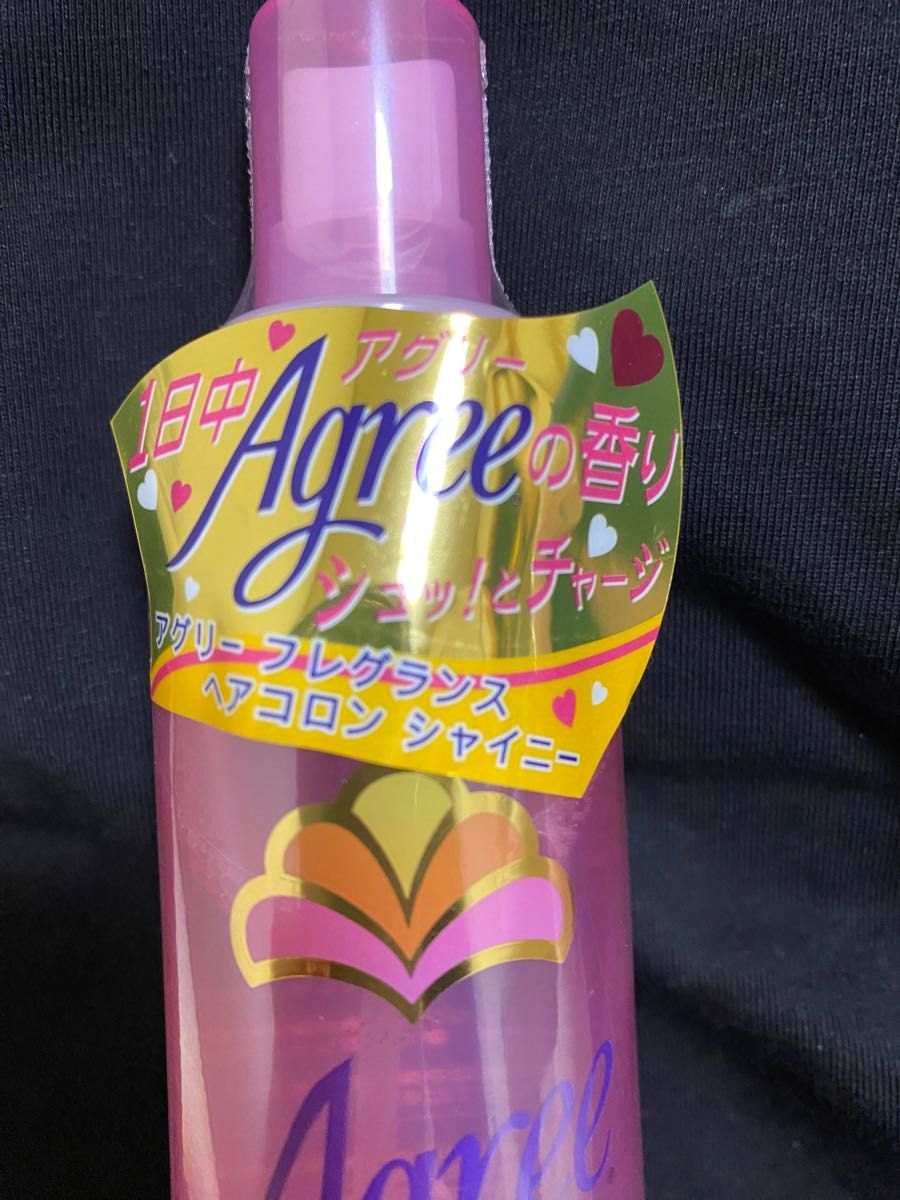 アグリー
1日中Agreeの香り
シュッ!とチャージ
アグリー フレグランス
ヘアコロン シャイニー
Agree